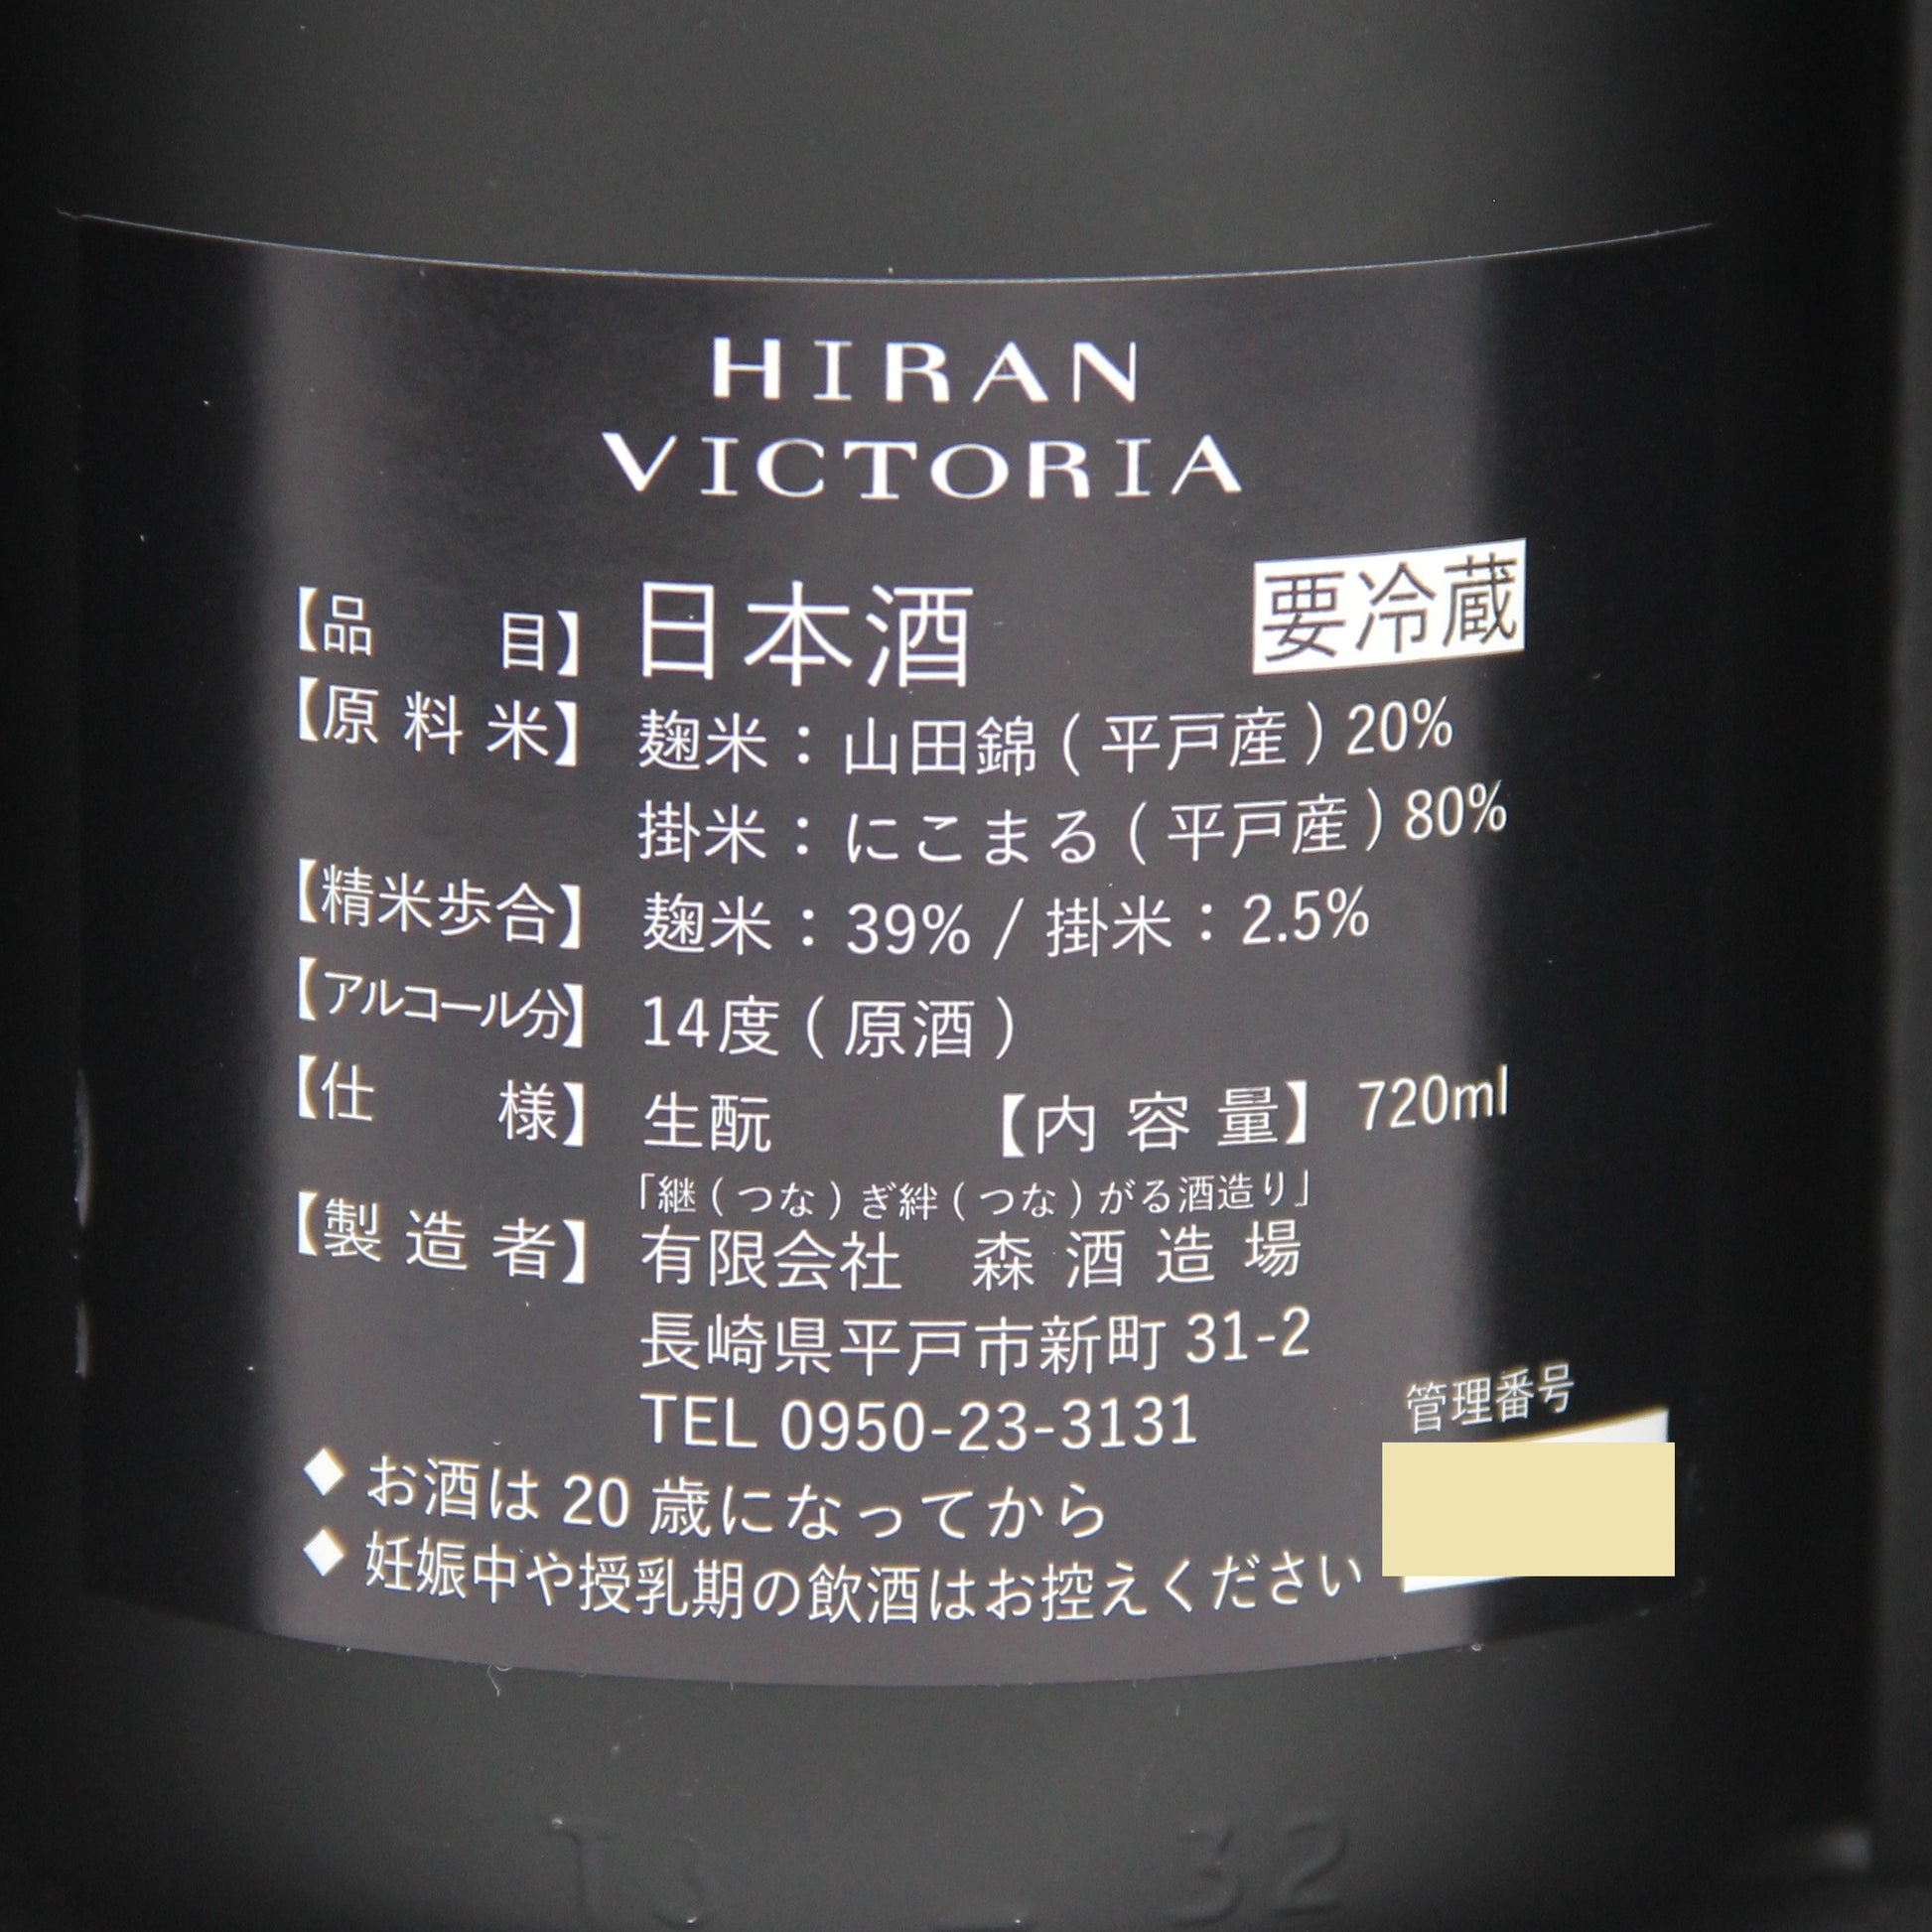 HIRAN
VICTORIA
要冷蔵
【品目】日本酒
【原料米】麹米：山田錦(平戸産)20%
掛米：にこまる(平戸産)80%
【精米歩合】麹米：39% / 掛米：2.5%
【アルコール分】14度(原酒)
【仕様】生酛 【内容量】720ml
「継(つな)ぎ絆(つな)がる酒造り」
【製造者】有限会社 森酒造場
長崎県平戸市新町 31-2
TEL 0950-23-3131
管理番号
◆お酒は 20 歳になってから
◆妊娠中や授乳期の飲酒はお控えください
32